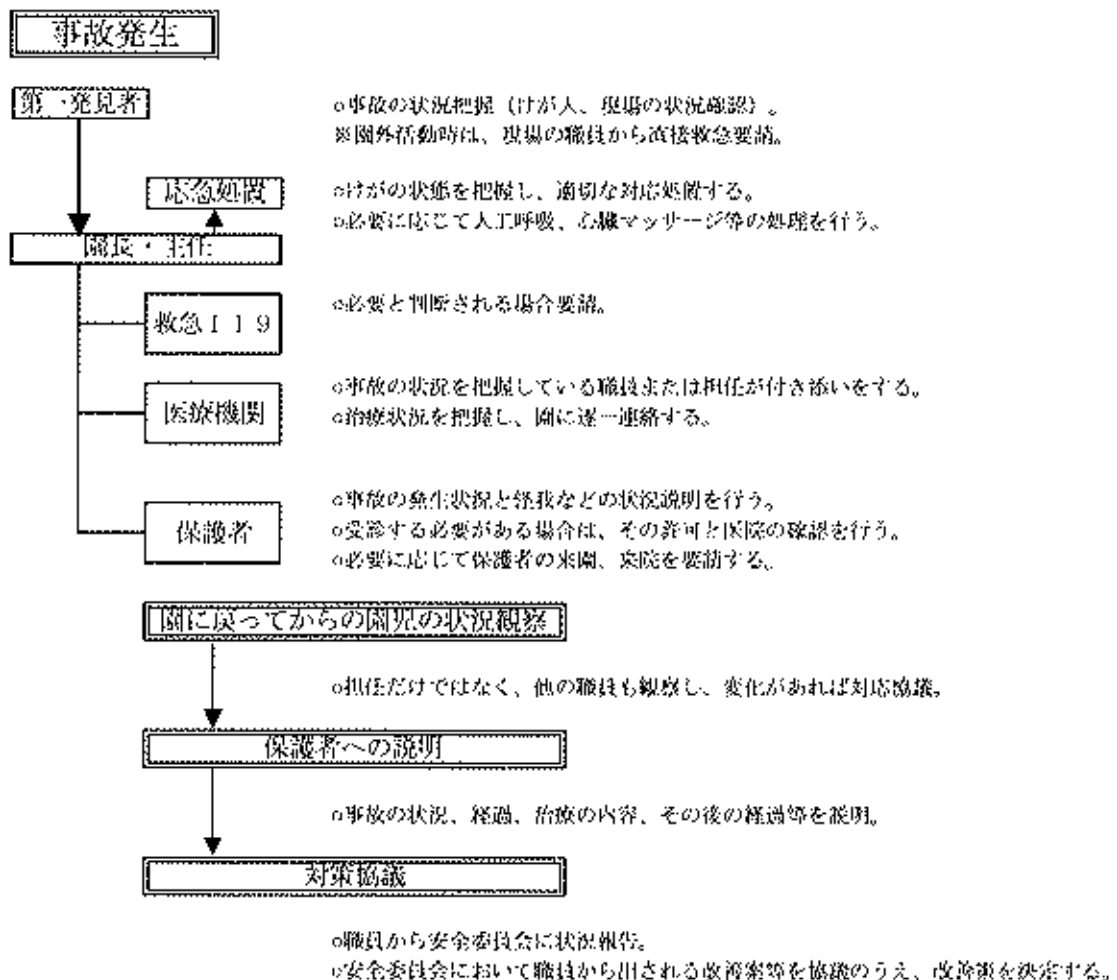 事故発生
第一発見者
○事故の状況把握（けが人、現場の状況確認）。
※園外活動時は、現場の職員から直接救急要請。
応急処置
○けがの状態を把握し、適切な対応処置する。
○必要に応じて人工呼吸、心臓マッサージ等の処理を行う。
園長・主任
救急１１９
○必要と判断される場合要請。
医療機関
○事故の状況を把握している職員または担任が付き添いをする。
○治療状況を把握し、園に逐一連絡する。
保護者
○事故の発生状況と怪我などの状況説明を行う。
○受診する必要がある場合は、その許可と医院の確認を行う。
○必要に応じて保護者の来園、来院を要請する。
園に戻ってからの園児の状況観察
○担任だけではなく、他の職員も観察し、変化があれば対応協議。
保護者への説明
○事故の状況、経過、治療の内容、その後の経過等を説明。
対策協議
○職員から安全委員会に状況報告。
○安全委員会において職員から出される改善案等を協議のうえ、改善策を決定する。